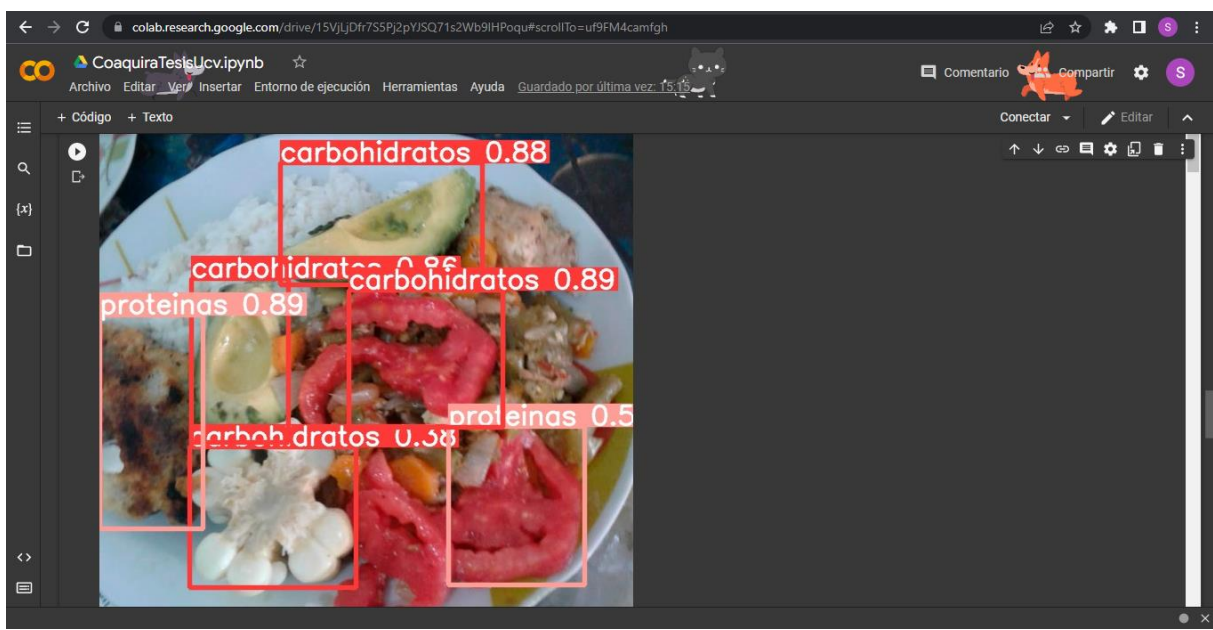 colab.research.google.com/drive/15VjLjDfr7S5Pj2pYJSQ71s2Wb9IHPoqu#scrollTo=uf9FM4camfgh
S
CO
CoaquiraTesisUcv.ipynb
Archivo Editar Ver Insertar Entorno de ejecución Herramientas Ayuda Guardado por última vez: 15:15
Comentario Compartir S
+ Código + Texto
Conectar Editar
{x}
carbohidratos 0.88
carbohidratos 0.86
carbohidratos 0.89
proteinas 0.89
proteinas 0.5
carbohidratos 0.38